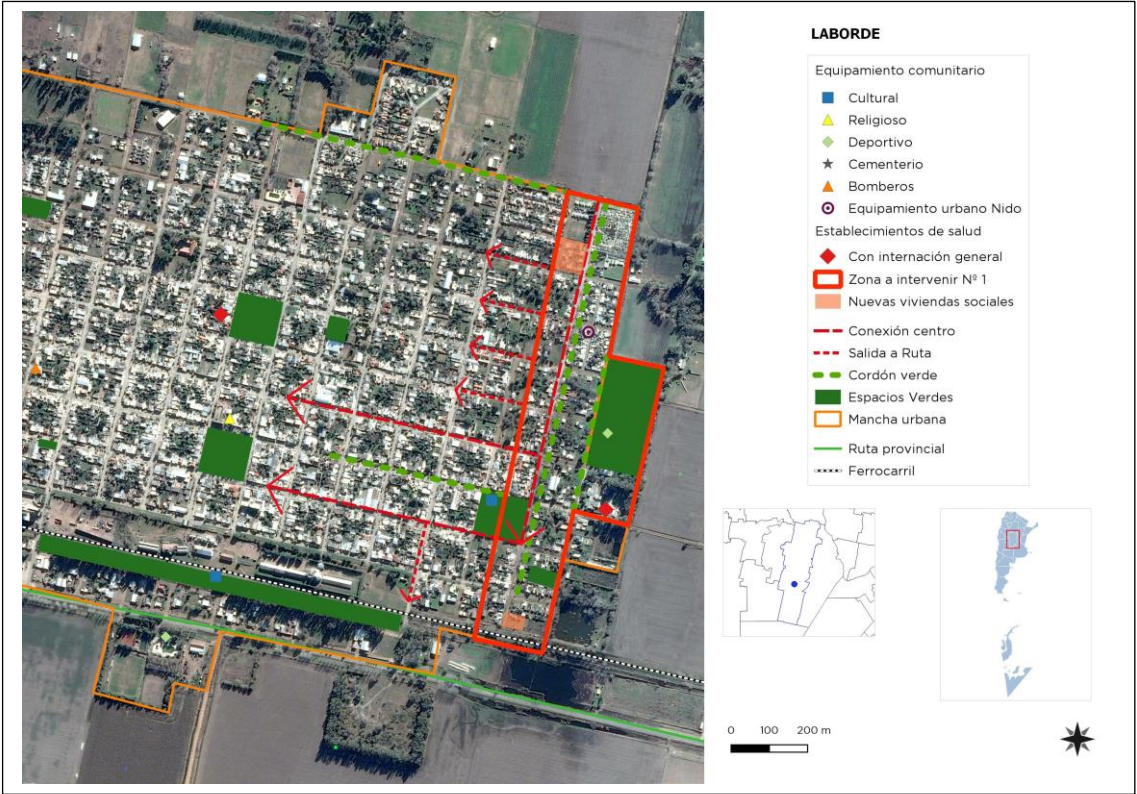 LABORDE
Equipamiento comunitario
Cultural
Religioso
Deportivo
Cementerio
Bomberos
Equipamiento urbano Nido
Establecimientos de salud
Con internación general
Zona a intervenir Nº 1
Nuevas viviendas sociales
Conexión centro
Salida a Ruta
Cordón verde
Espacios Verdes
Mancha urbana
Ruta provincial
Ferrocarril
0 100 200 m